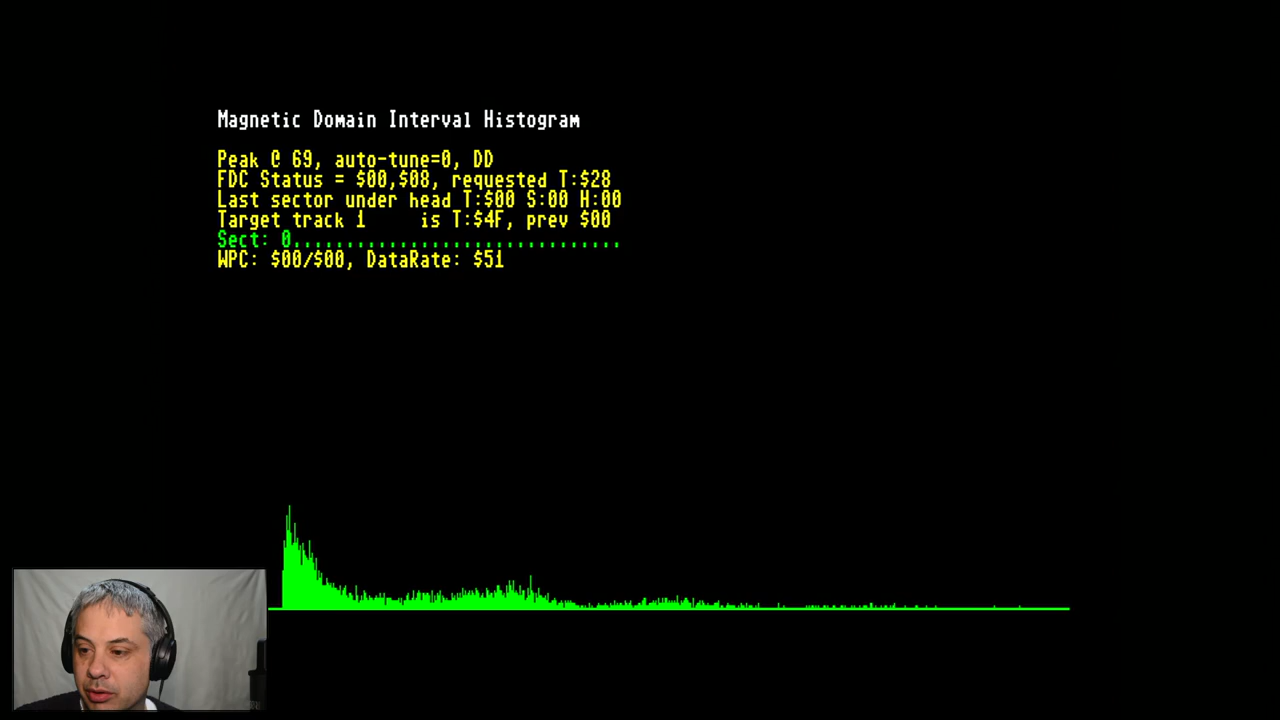 Magnetic Domain Interval Histogram
Peak @ 69, auto-tune=0, DD
FDC Status = $00,$08, requested T:$28
Last sector under head T:$00 S:00 H:00
Target track 1     is T:$4F, prev $00
Sect: 0...............................
WPC: $00/$00, DataRate: $51